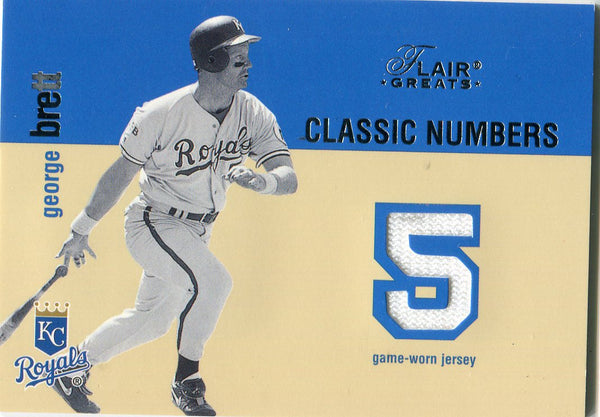 FLAIR®
GREATS
CLASSIC NUMBERS
george brett
Royals
5
game-worn jersey
KC
Royals®